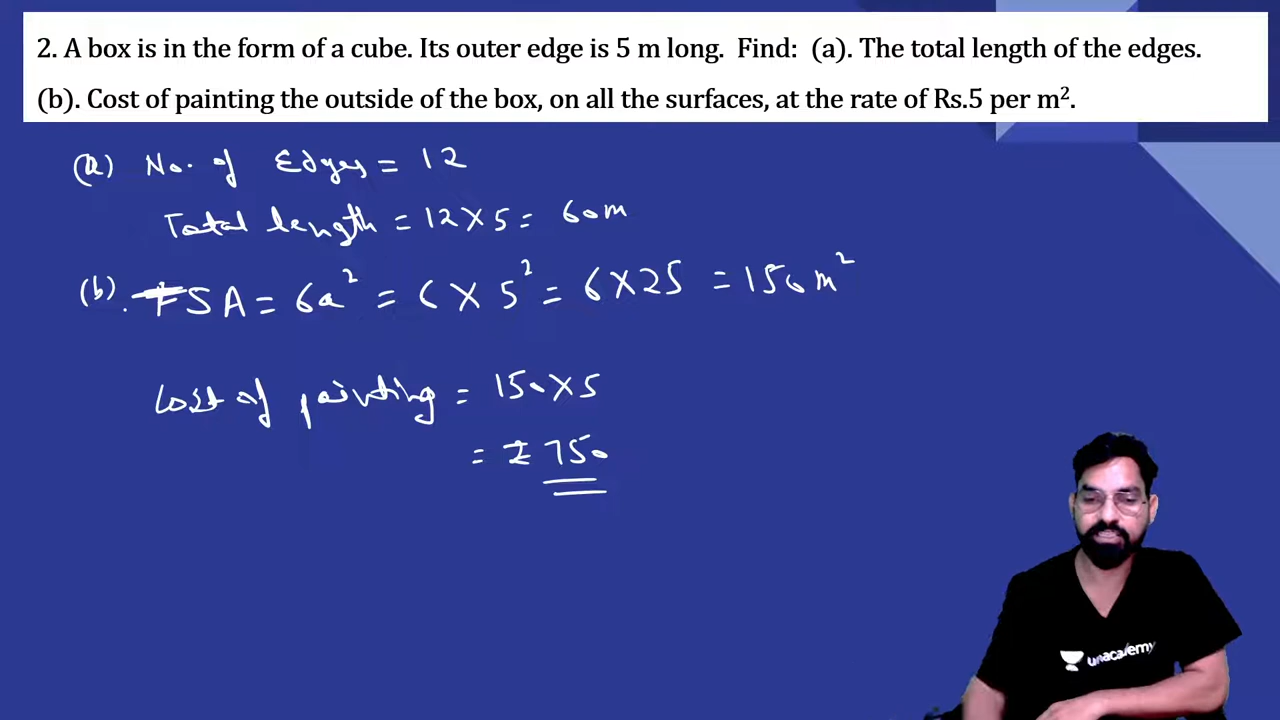 2. A box is in the form of a cube. Its outer edge is 5 m long. Find: (a). The total length of the edges.
(b). Cost of painting the outside of the box, on all the surfaces, at the rate of Rs.5 per m².
(a) No. of Edges = 12
Total length = 12 × 5 = 60m
(b). SA = 6a² = 6 × 5² = 6 × 25 = 150 m²
Cost of painting = 150 × 5
= ₹ 750
unacademy